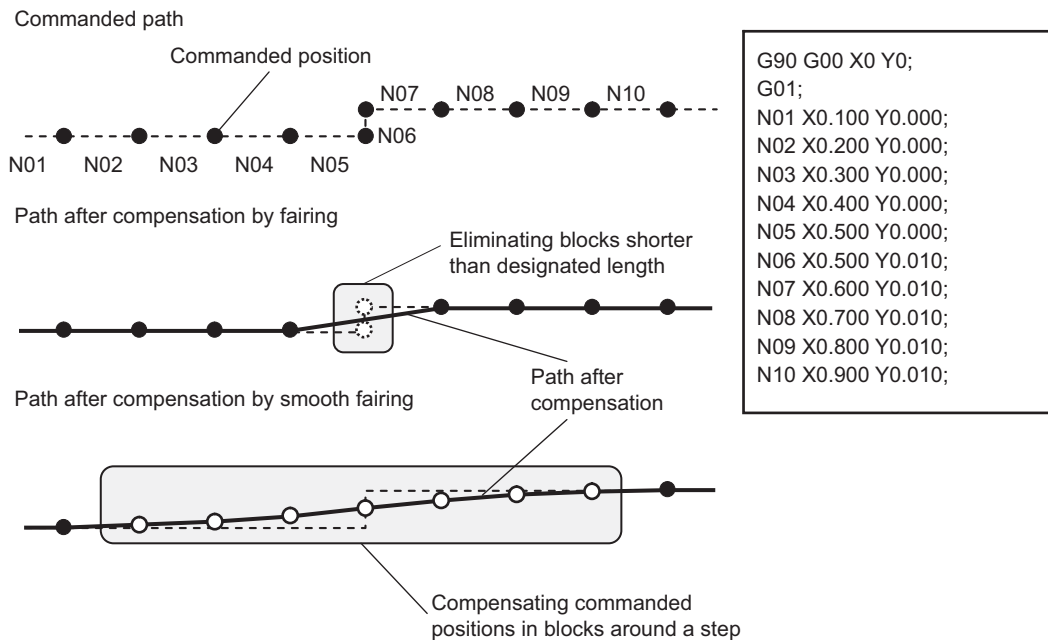 Commanded path
Commanded position
N07 N08 N09 N10
N06
N01 N02 N03 N04 N05
Path after compensation by fairing
Eliminating blocks shorter
than designated length
Path after
compensation
Path after compensation by smooth fairing
Compensating commanded
positions in blocks around a step
G90 G00 X0 Y0;
G01;
N01 X0.100 Y0.000;
N02 X0.200 Y0.000;
N03 X0.300 Y0.000;
N04 X0.400 Y0.000;
N05 X0.500 Y0.000;
N06 X0.500 Y0.010;
N07 X0.600 Y0.010;
N08 X0.700 Y0.010;
N09 X0.800 Y0.010;
N10 X0.900 Y0.010;